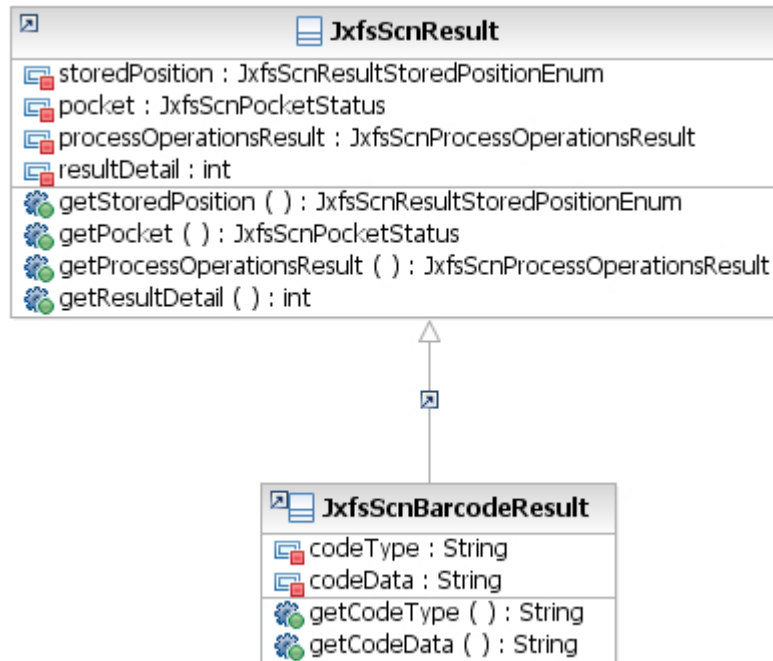 JxfsScnResult
storedPosition : JxfsScnResultStoredPositionEnum
pocket : JxfsScnPocketStatus
processOperationsResult : JxfsScnProcessOperationsResult
resultDetail : int
getStoredPosition ( ) : JxfsScnResultStoredPositionEnum
getPocket ( ) : JxfsScnPocketStatus
getProcessOperationsResult ( ) : JxfsScnProcessOperationsResult
getResultDetail ( ) : int
JxfsScnBarcodeResult
codeType : String
codeData : String
getCodeType ( ) : String
getCodeData ( ) : String